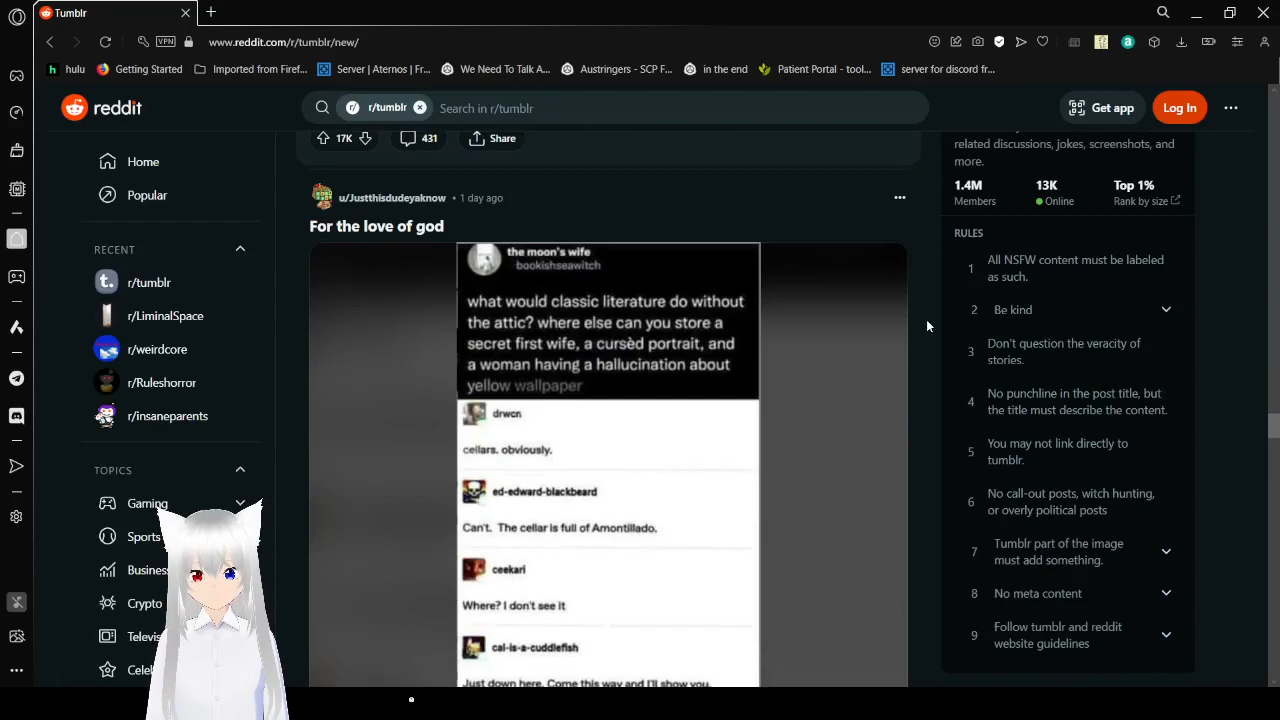 Tumblr
www.reddit.com/r/tumblr/new/
VPN
hulu
Getting Started
Imported from Firef...
Server | Aternos | Fr...
We Need To Talk A...
Austringers - SCP F...
in the end
Patient Portal - tool...
server for discord fr...
reddit
r/tumblr
Search in r/tumblr
Get app
Log In
17K
431
Share
Home
Popular
RECENT
r/tumblr
r/LiminalSpace
r/weirdcore
r/Ruleshorror
r/insaneparents
TOPICS
Gaming
Sports
Busines
Crypto
Televis
Celeb
u/Justthisdudeyaknow • 1 day ago
For the love of god
the moon's wife
bookishseawitch
what would classic literature do without
the attic? where else can you store a
secret first wife, a cursèd portrait, and
a woman having a hallucination about
yellow wallpaper
drwcn
cellars. obviously.
ed-edward-blackbeard
Can't. The cellar is full of Amontillado.
ceekari
Where? I don't see it
cal-is-a-cuddlefish
Just down here. Come this way and I'll show you.
related discussions, jokes, screenshots, and
more.
1.4M
Members
13K
Online
Top 1%
Rank by size
RULES
1 All NSFW content must be labeled
as such.
2 Be kind
3 Don't question the veracity of
stories.
4 No punchline in the post title, but
the title must describe the content.
5 You may not link directly to
tumblr.
6 No call-out posts, witch hunting,
or overly political posts
7 Tumblr part of the image
must add something.
8 No meta content
9 Follow tumblr and reddit
website guidelines